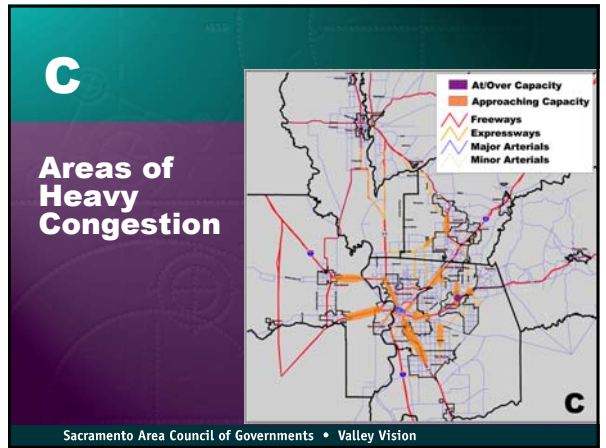 C
Areas of
Heavy
Congestion
At/Over Capacity
Approaching Capacity
Freeways
Expressways
Major Arterials
Minor Arterials
C
Sacramento Area Council of Governments • Valley Vision